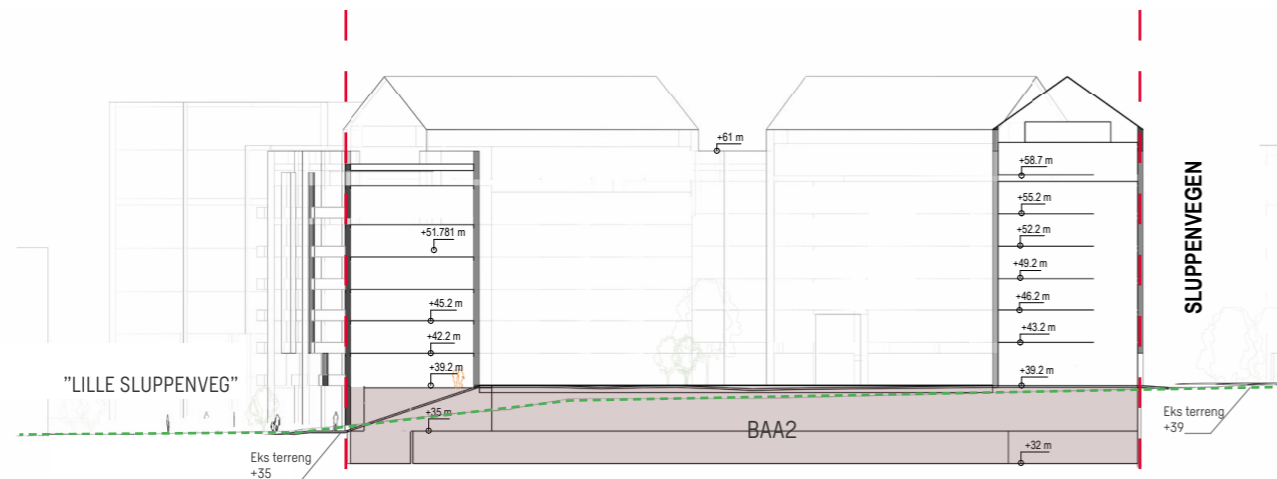 +61 m
+58.7 m
+55.2 m
+51.781 m
+52.2 m
+49.2 m
+45.2 m
+46.2 m
+42.2 m
+43.2 m
+39.2 m
+39.2 m
"LILLE SLUPPENVEG"
SLUPPENVEGEN
+35 m
BAA2
+32 m
Eks terreng
+35
Eks terreng
+39